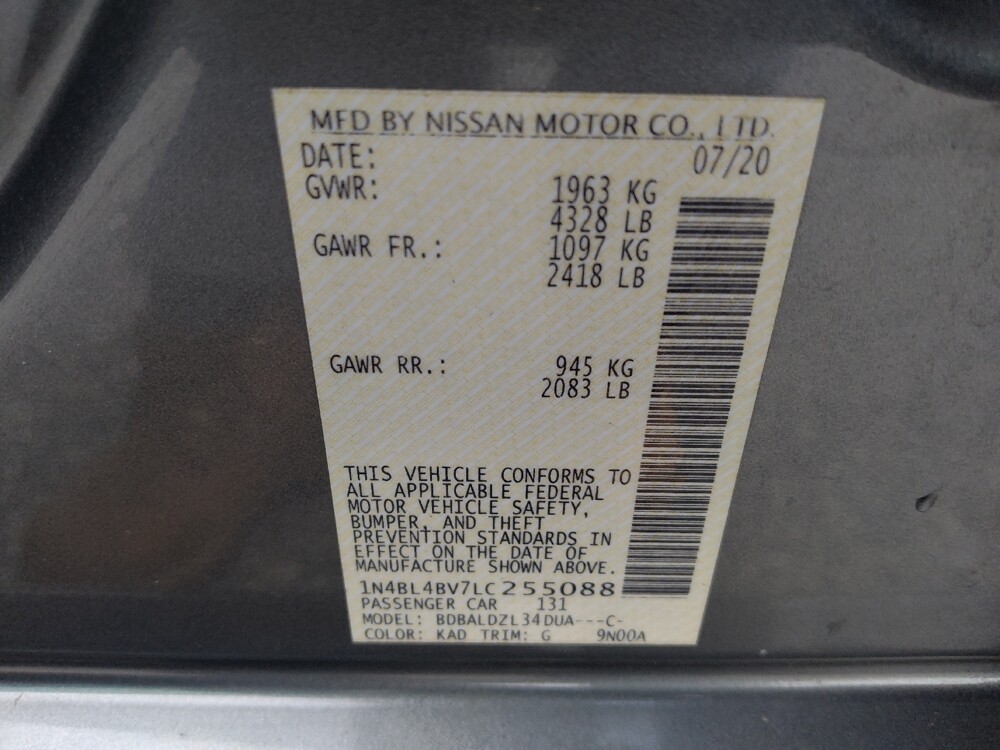 MFD BY NISSAN MOTOR CO., LTD.
DATE: 07/20
GVWR: 1963 KG
4328 LB
GAWR FR.: 1097 KG
2418 LB
GAWR RR.: 945 KG
2083 LB
THIS VEHICLE CONFORMS TO
ALL APPLICABLE FEDERAL
MOTOR VEHICLE SAFETY,
BUMPER, AND THEFT
PREVENTION STANDARDS IN
EFFECT ON THE DATE OF
MANUFACTURE SHOWN ABOVE.
1N4BL4BV7LC255088
PASSENGER CAR 131
MODEL: BDBALDZL34DUA---C-
COLOR: KAD TRIM: G 9N00A